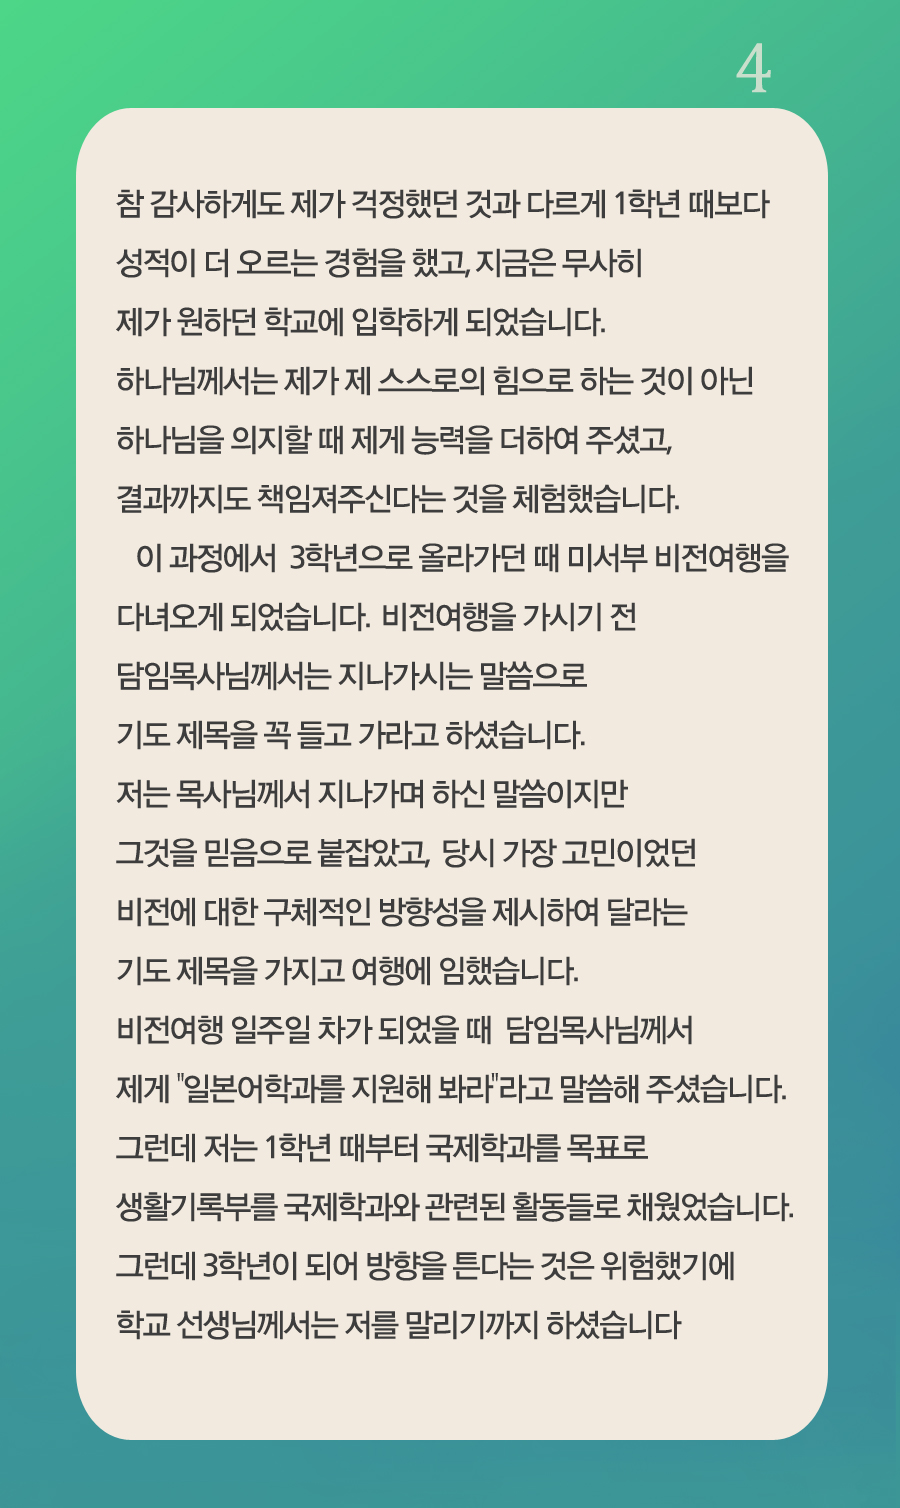 4
참 감사하게도 제가 걱정했던 것과 다르게 1학년 때보다
성적이 더 오르는 경험을 했고, 지금은 무사히
제가 원하던 학교에 입학하게 되었습니다.
하나님께서는 제가 제 스스로의 힘으로 하는 것이 아닌
하나님을 의지할 때 제게 능력을 더하여 주셨고,
결과까지도 책임져주신다는 것을 체험했습니다.
이 과정에서 3학년으로 올라가던 때 미서부 비전여행을
다녀오게 되었습니다. 비전여행을 가시기 전
담임목사님께서는 지나가시는 말씀으로
기도 제목을 꼭 들고 가라고 하셨습니다.
저는 목사님께서 지나가며 하신 말씀이지만
그것을 믿음으로 붙잡았고, 당시 가장 고민이었던
비전에 대한 구체적인 방향성을 제시하여 달라는
기도 제목을 가지고 여행에 임했습니다.
비전여행 일주일 차가 되었을 때 담임목사님께서
제게 "일본어학과를 지원해 봐라"라고 말씀해 주셨습니다.
그런데 저는 1학년 때부터 국제학과를 목표로
생활기록부를 국제학과와 관련된 활동들로 채웠었습니다.
그런데 3학년이 되어 방향을 튼다는 것은 위험했기에
학교 선생님께서는 저를 말리기까지 하셨습니다